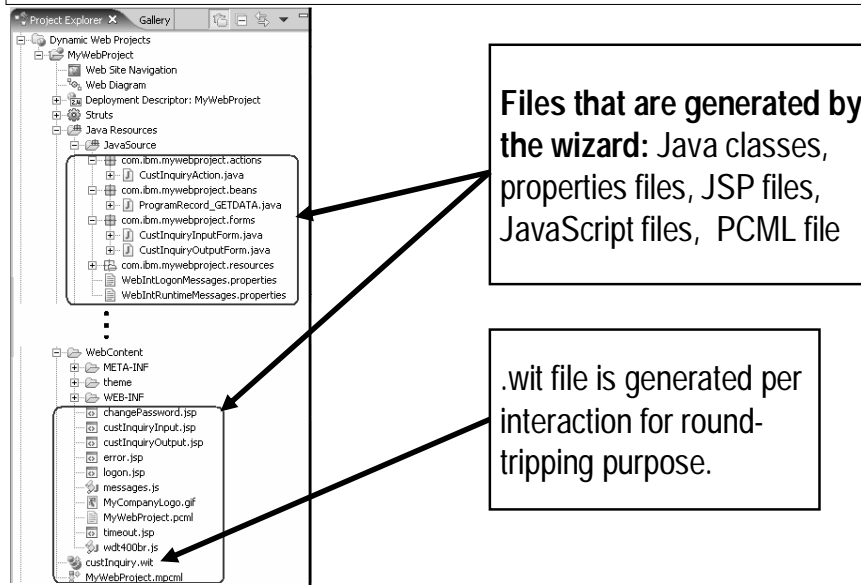 Project Explorer
Gallery
Dynamic Web Projects
MyWebProject
Web Site Navigation
Web Diagram
Deployment Descriptor: MyWebProject
Struts
Java Resources
JavaSource
com.ibm.mywebproject.actions
CustInquiryAction.java
com.ibm.mywebproject.beans
ProgramRecord_GETDATA.java
com.ibm.mywebproject.forms
CustInquiryInputForm.java
CustInquiryOutputForm.java
com.ibm.mywebproject.resources
WebIntLogonMessages.properties
WebIntRuntimeMessages.properties
WebContent
META-INF
theme
WEB-INF
changePassword.jsp
custInquiryInput.jsp
custInquiryOutput.jsp
error.jsp
logon.jsp
messages.js
MyCompanyLogo.gif
MyWebProject.pcml
timeout.jsp
wdt400br.js
custInquiry.wit
MyWebProject.mpcml
Files that are generated by
the wizard: Java classes,
properties files, JSP files,
JavaScript files, PCML file
.wit file is generated per
interaction for round-
tripping purpose.